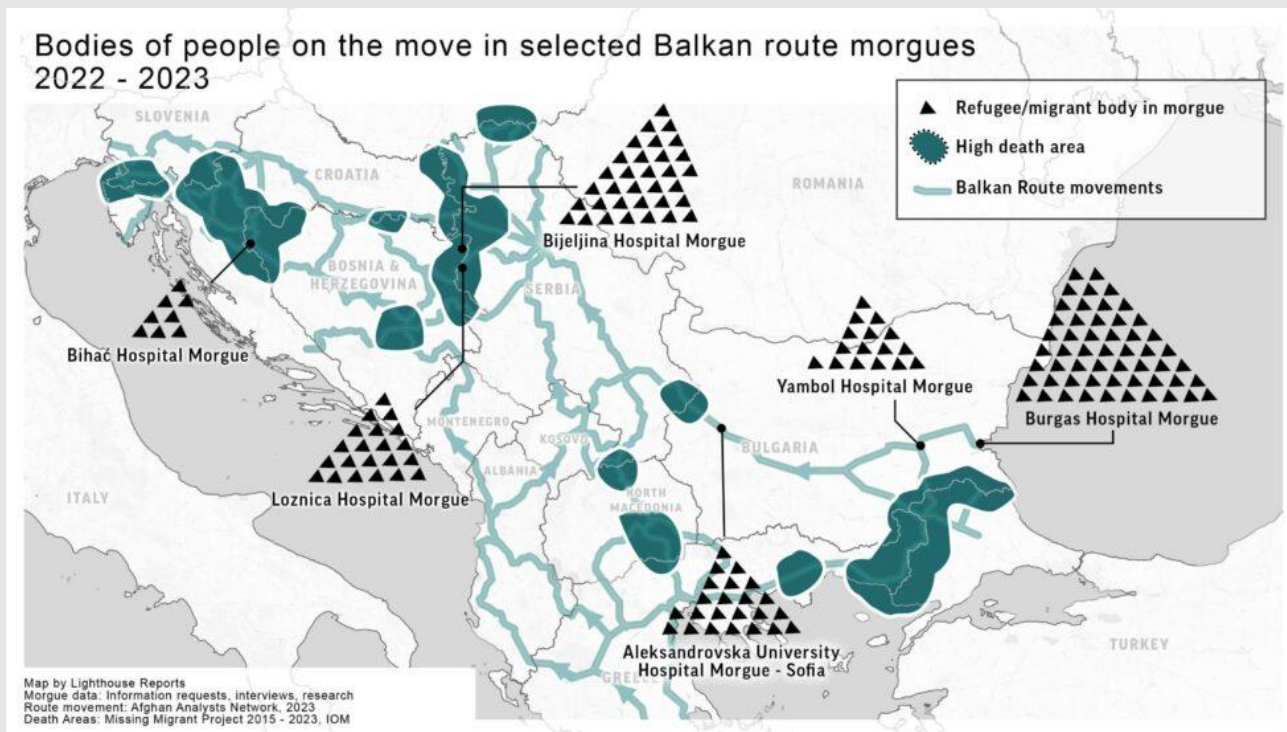 Bodies of people on the move in selected Balkan route morgues
2022 - 2023
Refugee/migrant body in morgue
High death area
Balkan Route movements
SLOVENIA
CROATIA
ROMANIA
Bijeljina Hospital Morgue
BOSNIA &
HERZEGOVINA
SERBIA
Bihać Hospital Morgue
Yambol Hospital Morgue
Burgas Hospital Morgue
MONTENEGRO
KOSOVO
BULGARIA
ALBANIA
ITALY
Loznica Hospital Morgue
NORTH
MACEDONIA
TURKEY
Aleksandrovska University
Hospital Morgue - Sofia
GREECE
Map by Lighthouse Reports
Morgue data: Information requests, interviews, research
Route movement: Afghan Analysts Network, 2023
Death Areas: Missing Migrant Project 2015 - 2023, IOM